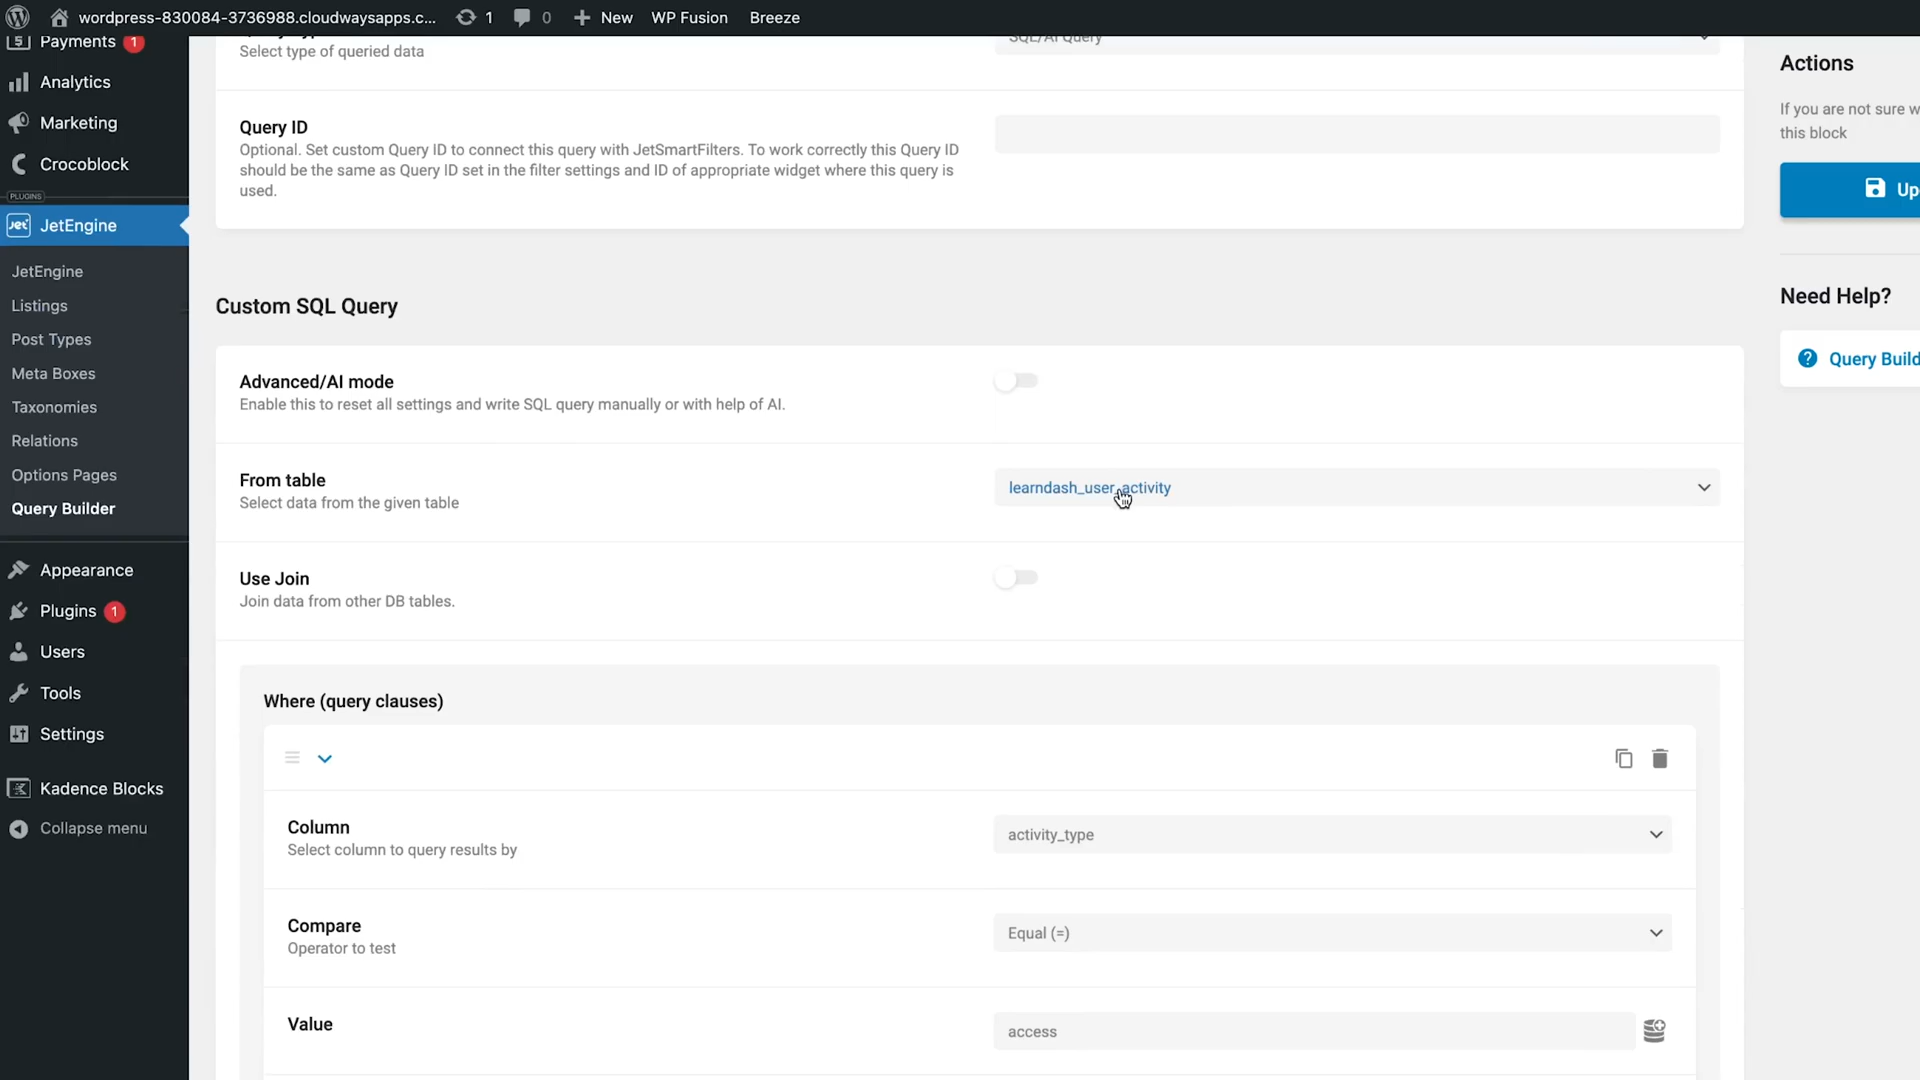 wordpress-830084-3736988.cloudwaysapps.c... 1 0 New WP Fusion Breeze
Payments 1
Analytics
Marketing
Crocoblock
PLUGINS
JetEngine
JetEngine
Listings
Post Types
Meta Boxes
Taxonomies
Relations
Options Pages
Query Builder
Appearance
Plugins 1
Users
Tools
Settings
Kadence Blocks
Collapse menu
Select type of queried data
SQL/AI Query
Query ID
Optional. Set custom Query ID to connect this query with JetSmartFilters. To work correctly this Query ID
should be the same as Query ID set in the filter settings and ID of appropriate widget where this query is
used.
Custom SQL Query
Advanced/AI mode
Enable this to reset all settings and write SQL query manually or with help of AI.
From table
Select data from the given table
learndash_user_activity
Use Join
Join data from other DB tables.
Where (query clauses)
Column
Select column to query results by
activity_type
Compare
Operator to test
Equal (=)
Value
access
Actions
If you are not sure w
this block
Up
Need Help?
Query Build